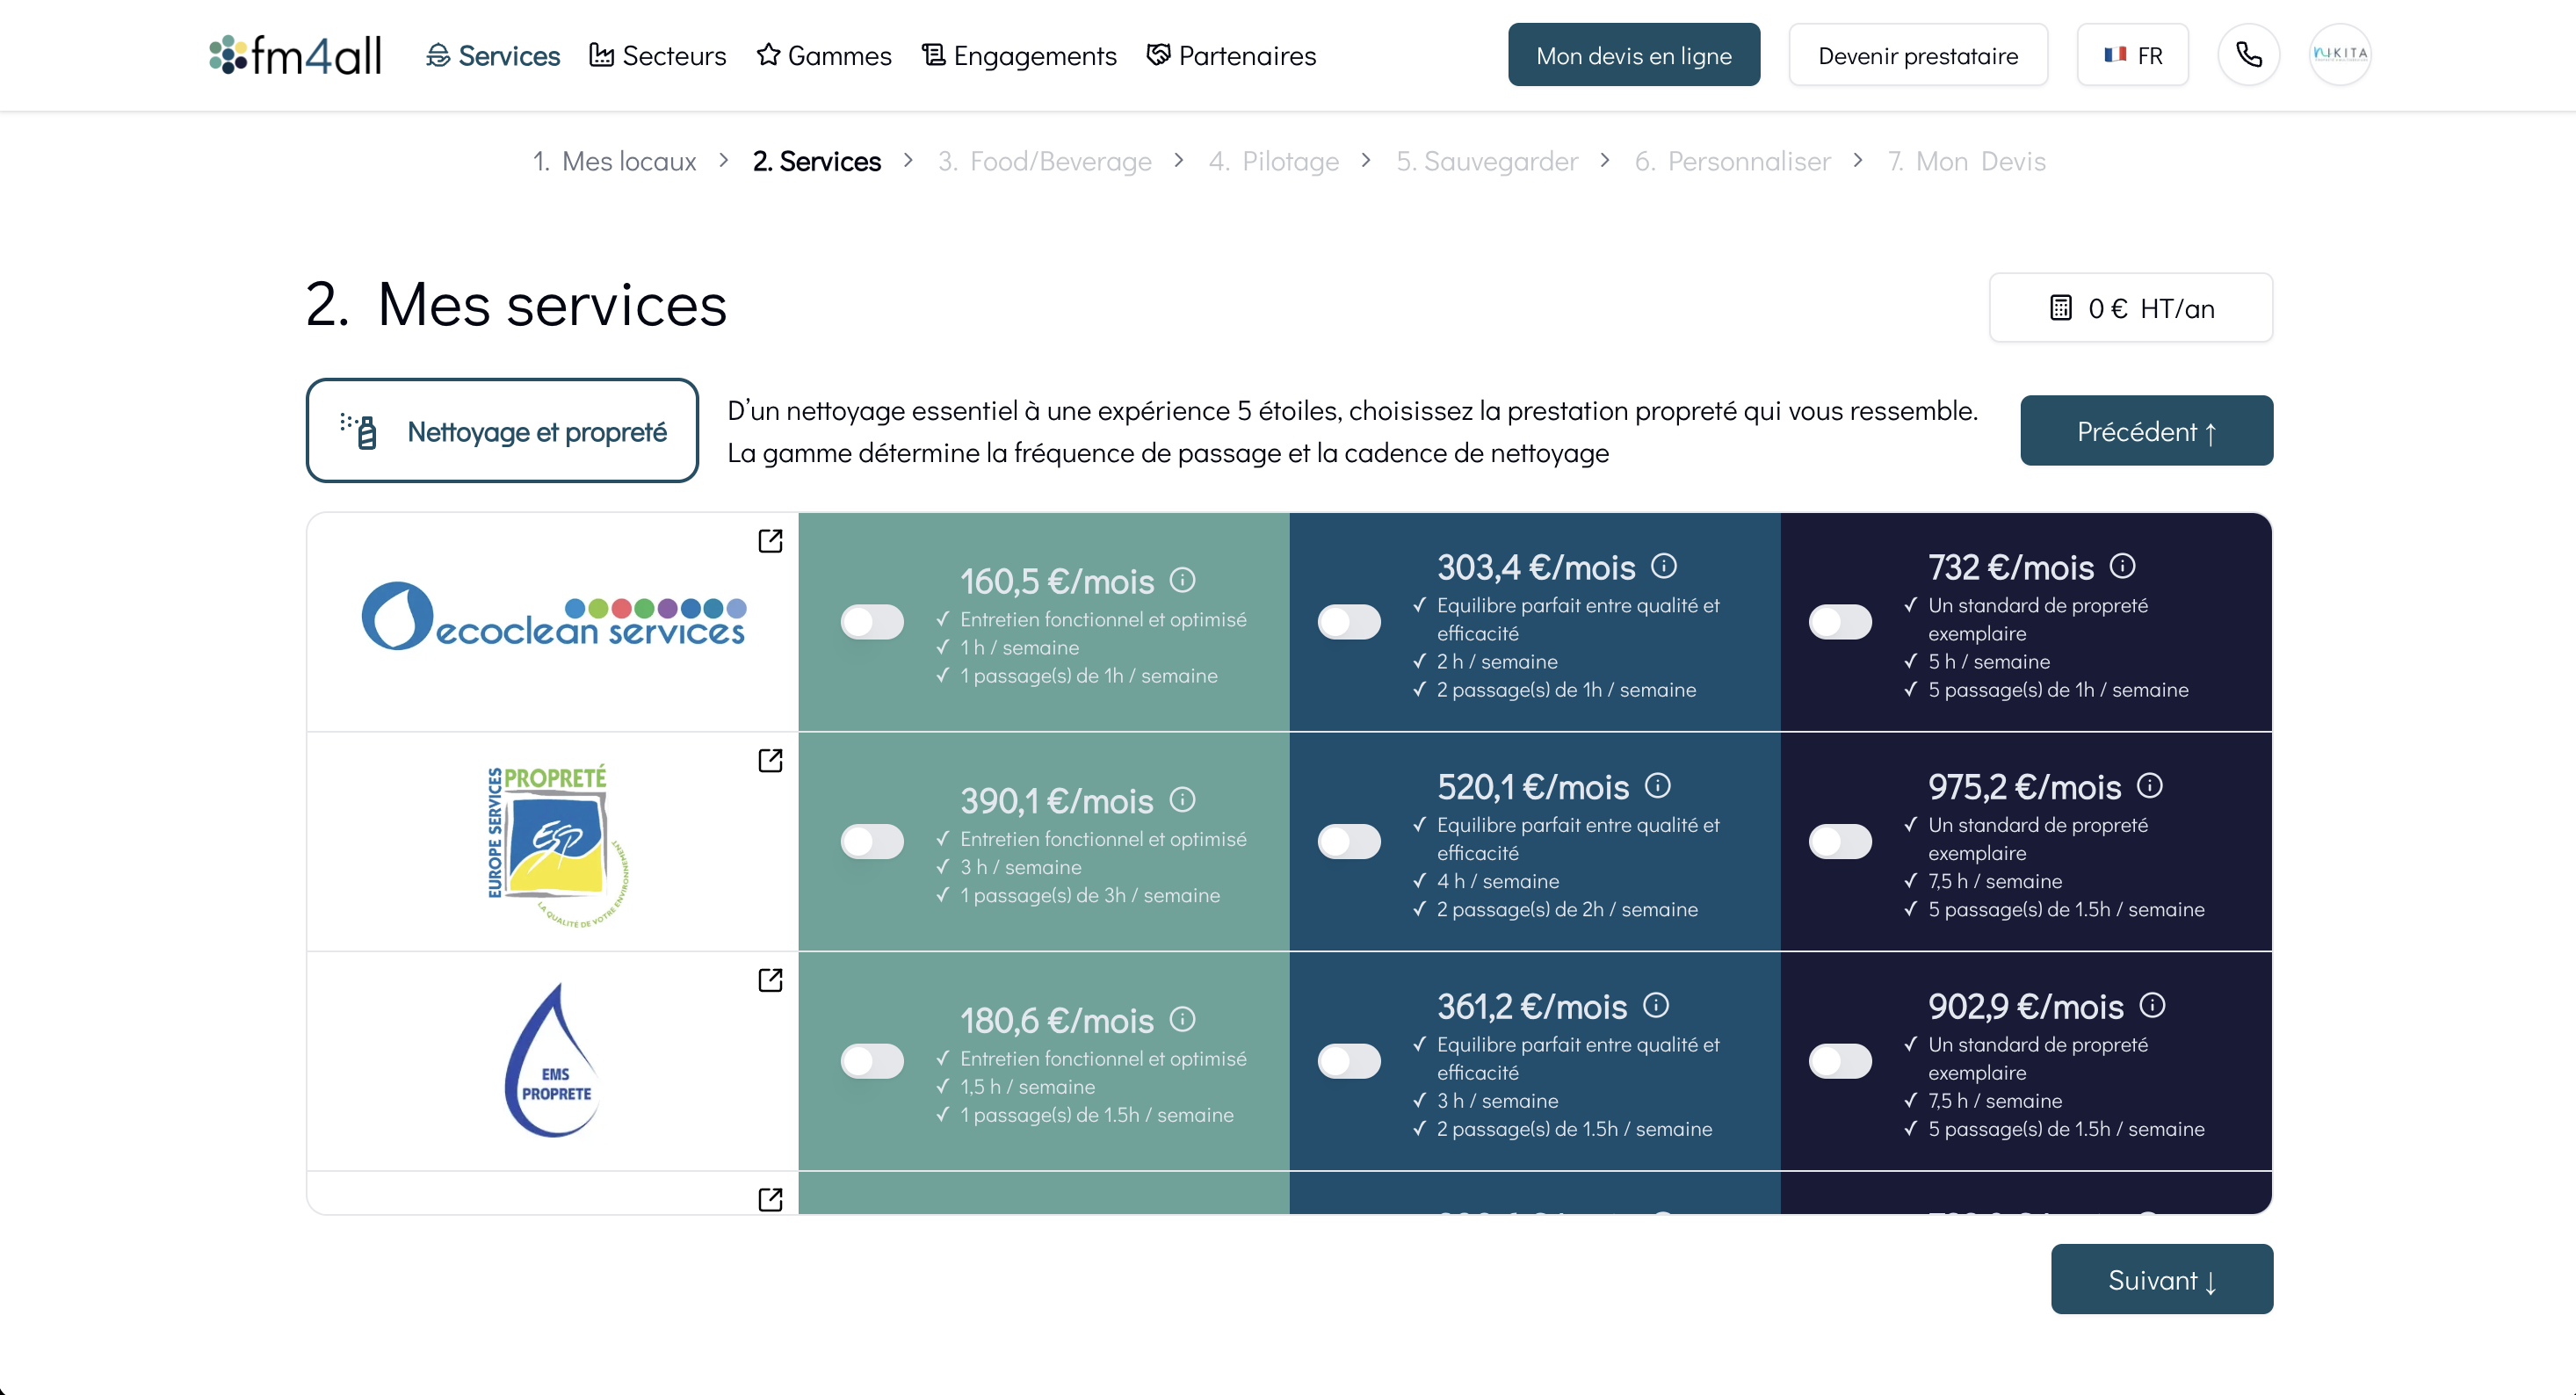 fm4all
Services
Secteurs
Gammes
Engagements
Partenaires
Mon devis en ligne
Devenir prestataire
FR
NIKITA
1. Mes locaux > 2. Services > 3. Food/Beverage > 4. Pilotage > 5. Sauvegarder > 6. Personnaliser > 7. Mon Devis
2. Mes services
0 € HT/an
Nettoyage et propreté
D’un nettoyage essentiel à une expérience 5 étoiles, choisissez la prestation propreté qui vous ressemble.
La gamme détermine la fréquence de passage et la cadence de nettoyage
Précédent ↑
ecoclean services
160,5 €/mois
✓ Entretien fonctionnel et optimisé
✓ 1 h / semaine
✓ 1 passage(s) de 1h / semaine
303,4 €/mois
✓ Equilibre parfait entre qualité et
efficacité
✓ 2 h / semaine
✓ 2 passage(s) de 1h / semaine
732 €/mois
✓ Un standard de propreté
exemplaire
✓ 5 h / semaine
✓ 5 passage(s) de 1h / semaine
EUROPE SERVICES
PROPRETÉ
ESP
LA QUALITÉ DE VOTRE ENVIRONNEMENT
390,1 €/mois
✓ Entretien fonctionnel et optimisé
✓ 3 h / semaine
✓ 1 passage(s) de 3h / semaine
520,1 €/mois
✓ Equilibre parfait entre qualité et
efficacité
✓ 4 h / semaine
✓ 2 passage(s) de 2h / semaine
975,2 €/mois
✓ Un standard de propreté
exemplaire
✓ 7,5 h / semaine
✓ 5 passage(s) de 1.5h / semaine
EMS
PROPRETE
180,6 €/mois
✓ Entretien fonctionnel et optimisé
✓ 1,5 h / semaine
✓ 1 passage(s) de 1.5h / semaine
361,2 €/mois
✓ Equilibre parfait entre qualité et
efficacité
✓ 3 h / semaine
✓ 2 passage(s) de 1.5h / semaine
902,9 €/mois
✓ Un standard de propreté
exemplaire
✓ 7,5 h / semaine
✓ 5 passage(s) de 1.5h / semaine
Suivant ↓